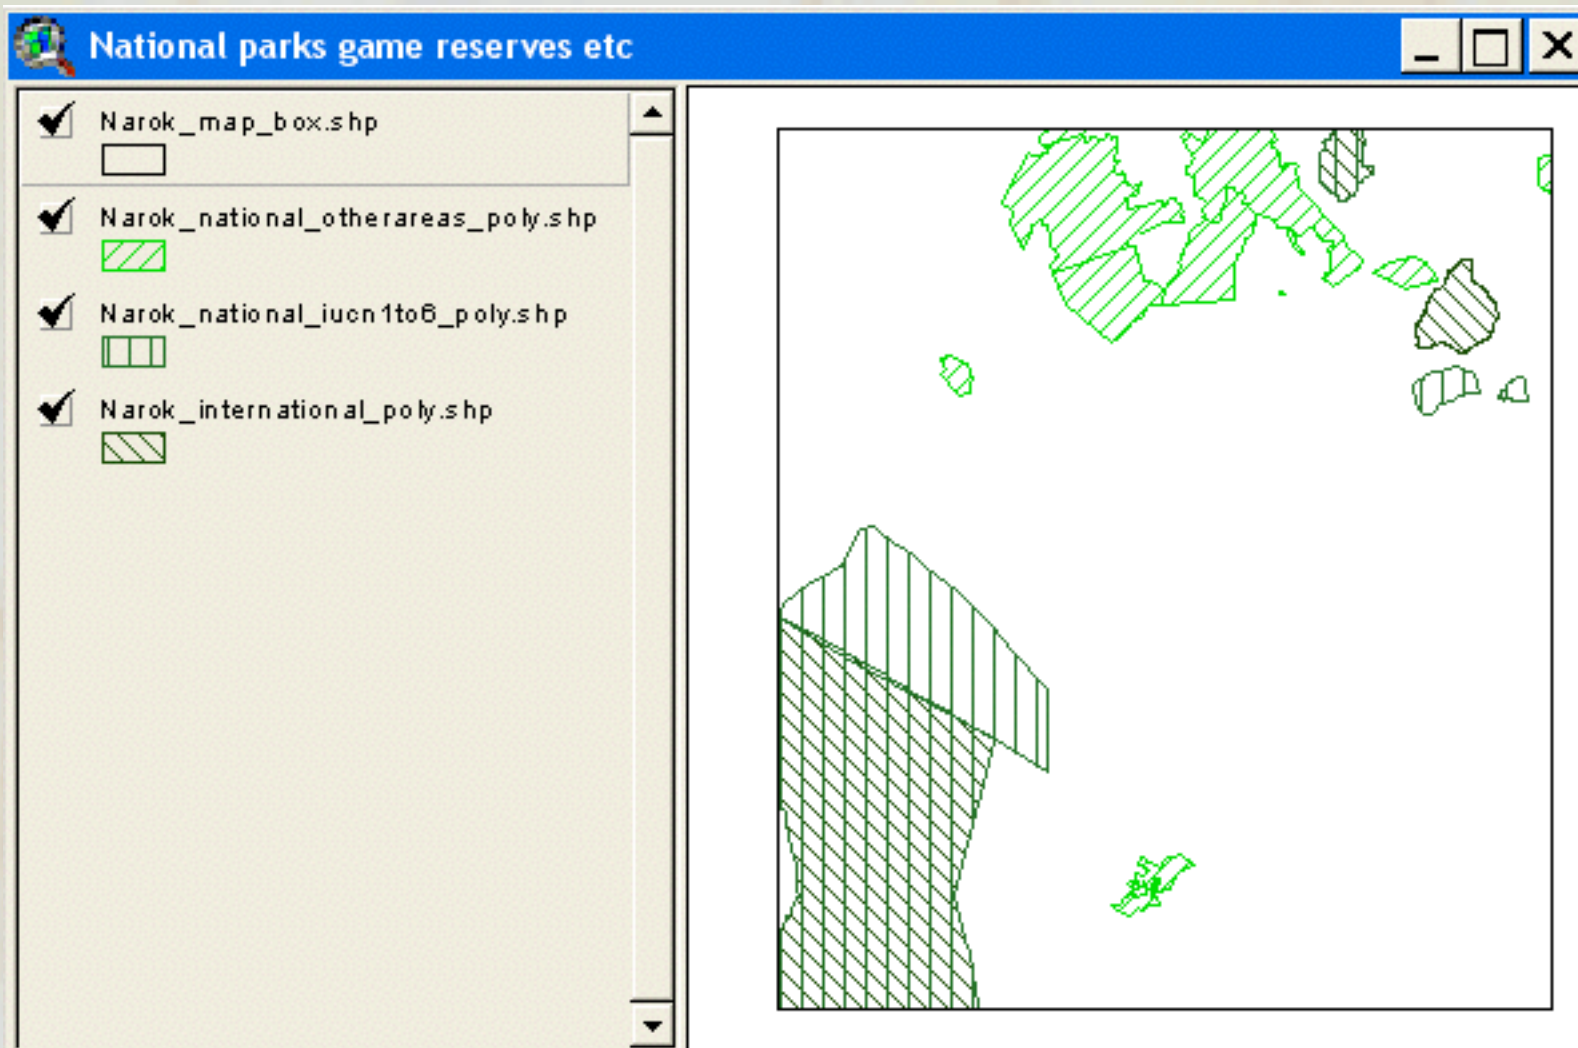 National parks game reserves etc
Narok_map_box.shp
Narok_national_otherareas_poly.shp
Narok_national_iucn1to6_poly.shp
Narok_international_poly.shp